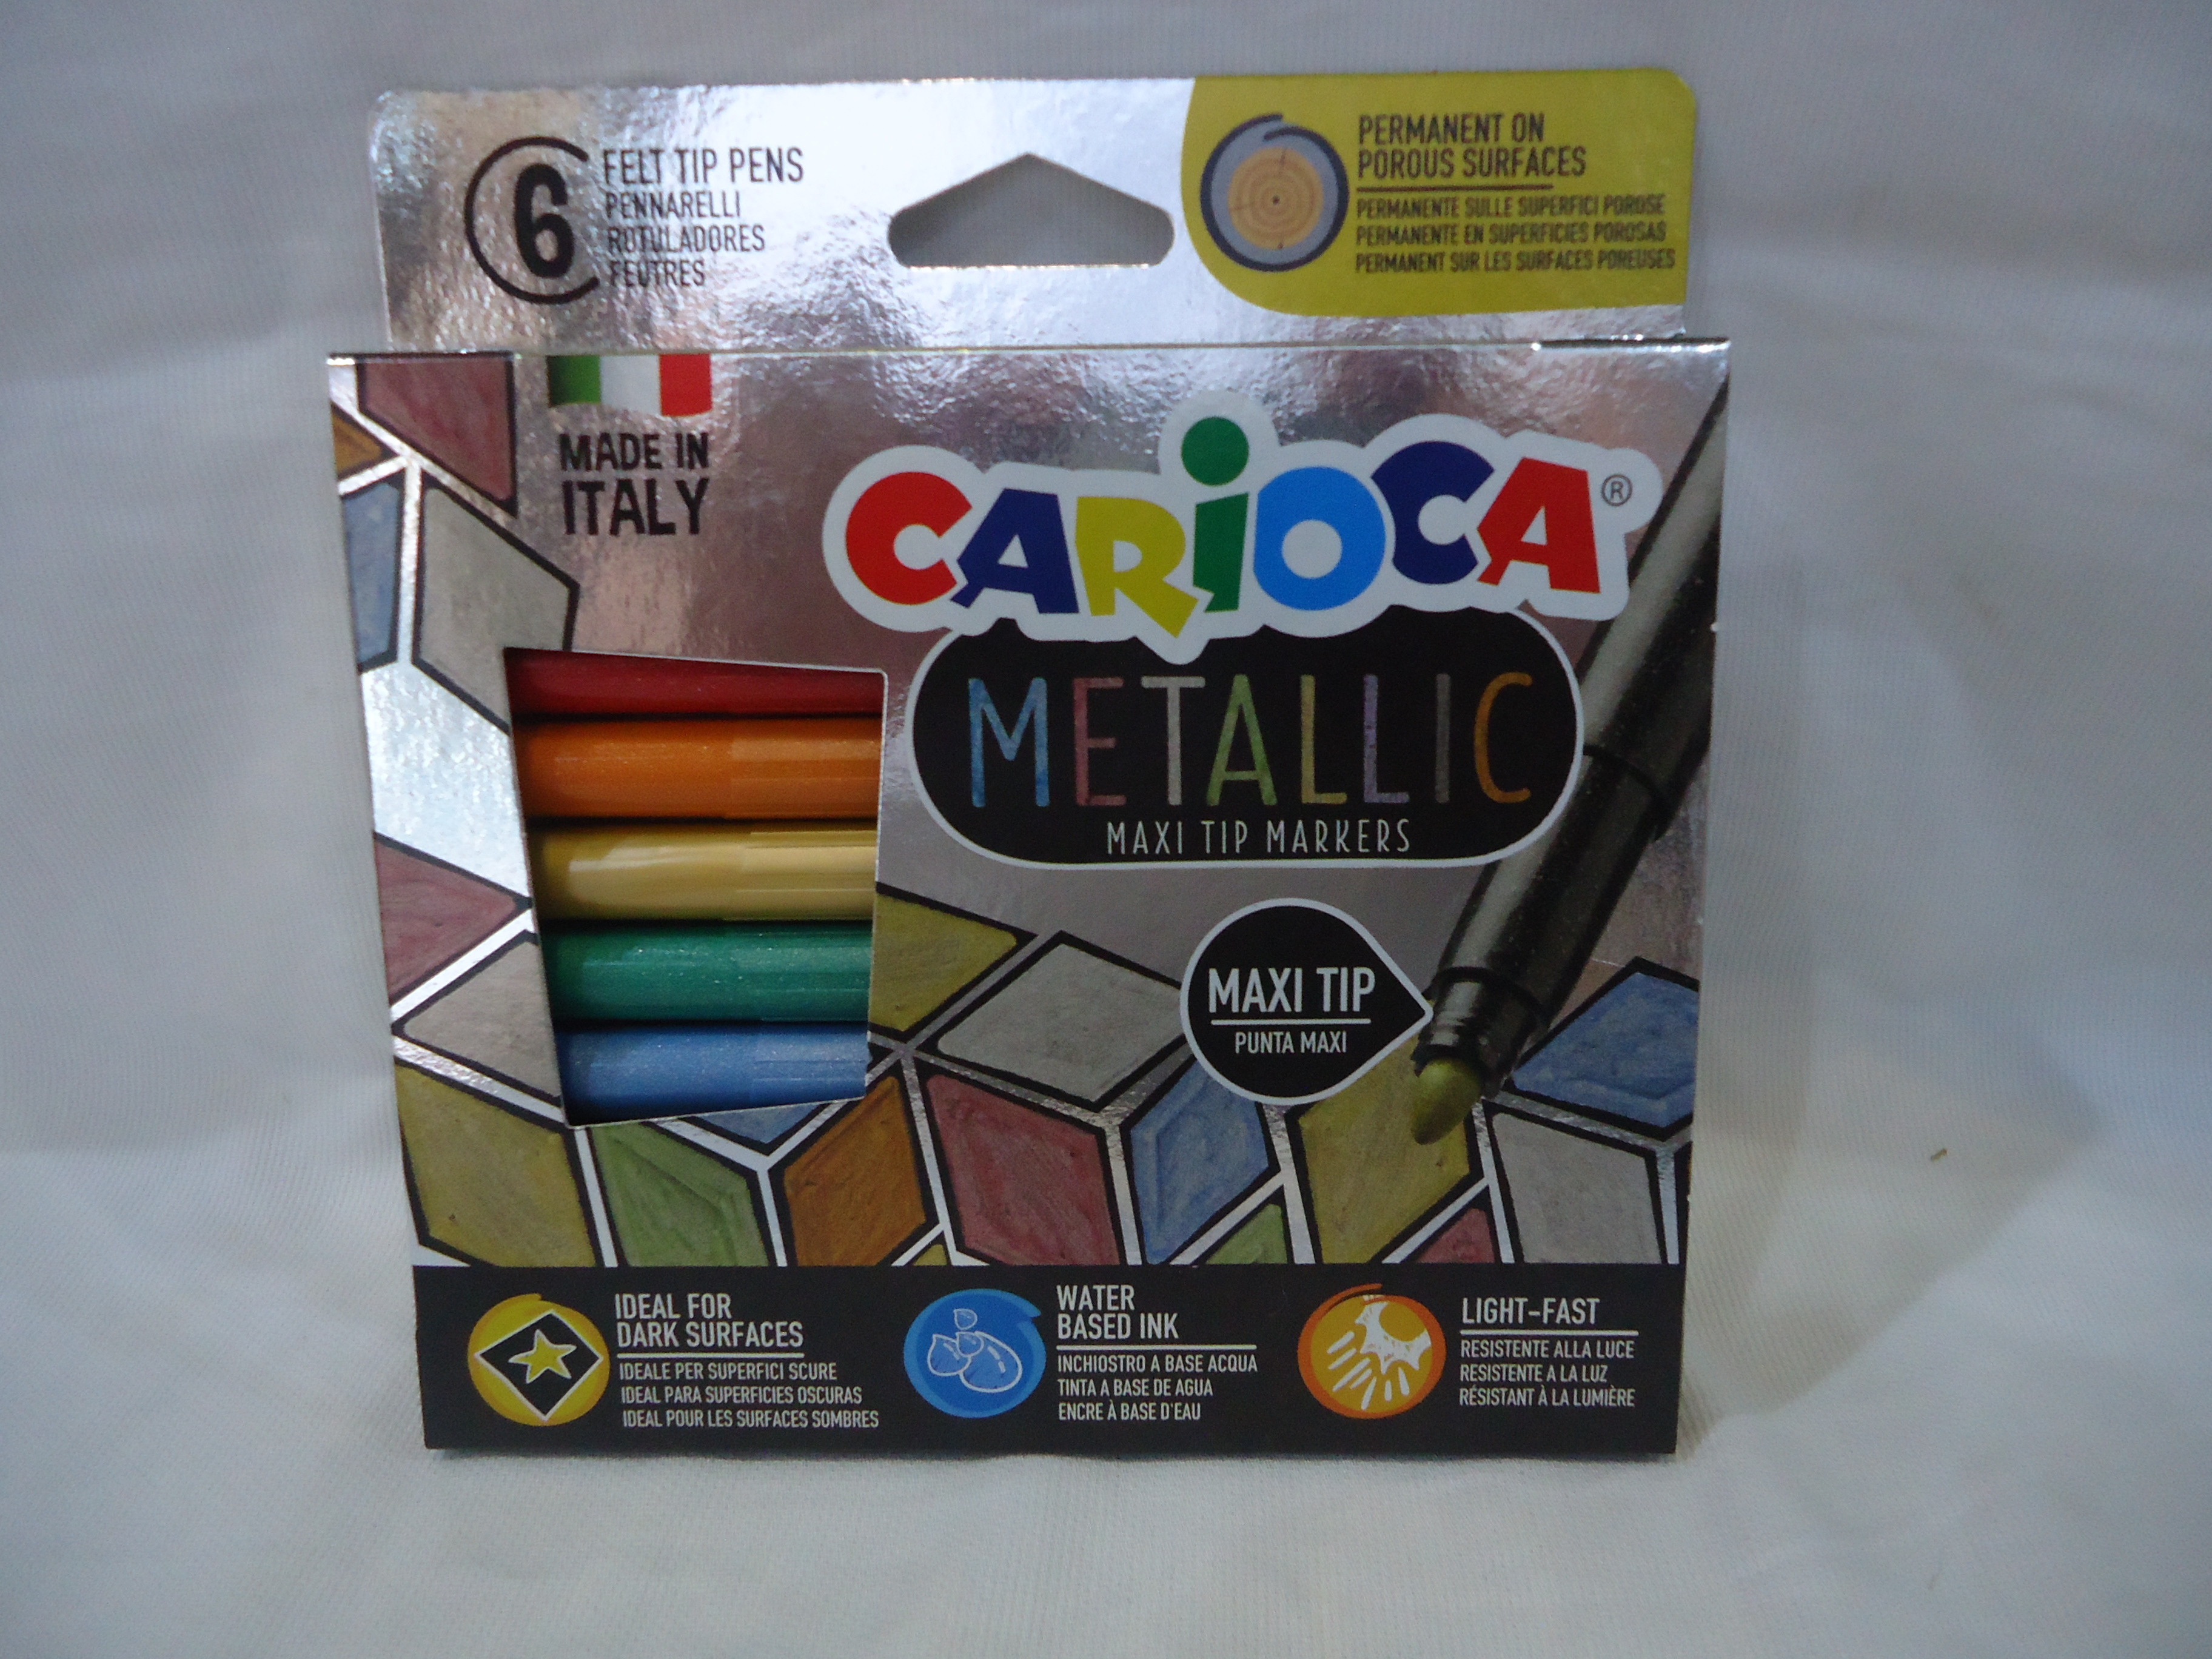 6
FELT TIP PENS
PENNARELLI
ROTULADORES
FEUTRES
PERMANENT ON
POROUS SURFACES
PERMANENTE SULLE SUPERFICI POROSE
PERMANENTE EN SUPERFICIES POROSAS
PERMANENT SUR LES SURFACES POREUSES
MADE IN
ITALY
CARiOCA®
METALLIC
MAXI TIP MARKERS
MAXI TIP
PUNTA MAXI
IDEAL FOR
DARK SURFACES
IDEALE PER SUPERFICI SCURE
IDEAL PARA SUPERFICIES OSCURAS
IDEAL POUR LES SURFACES SOMBRES
WATER
BASED INK
INCHIOSTRO A BASE ACQUA
TINTA A BASE DE AGUA
ENCRE À BASE D'EAU
LIGHT-FAST
RESISTENTE ALLA LUCE
RESISTENTE A LA LUZ
RÉSISTANT À LA LUMIÈRE